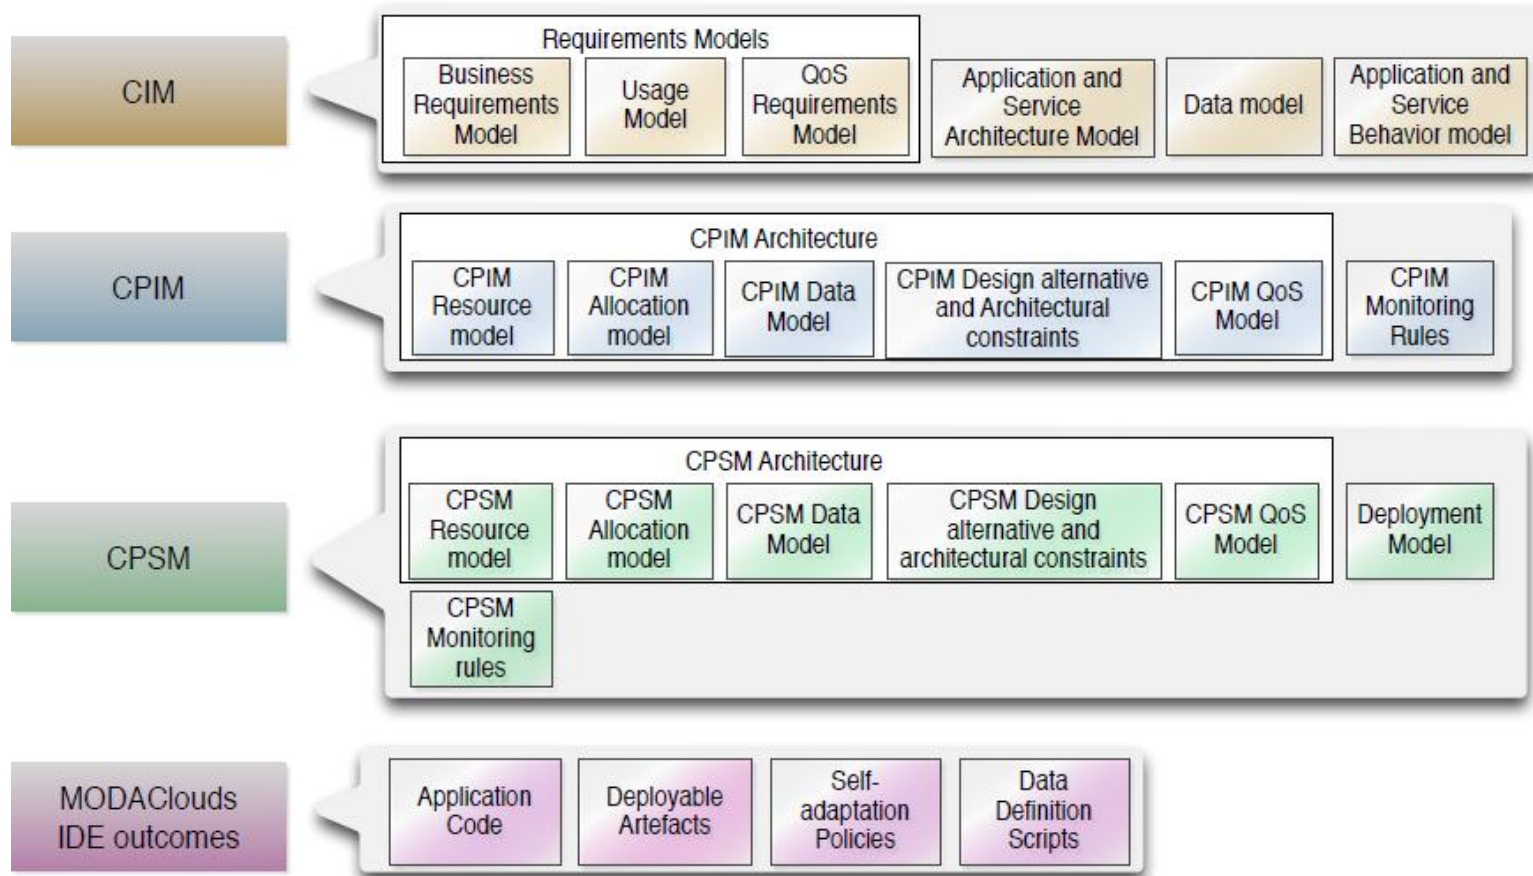 CIM
Requirements Models
Business
Requirements
Model
Usage
Model
QoS
Requirements
Model
Application and
Service
Architecture Model
Data model
Application and
Service
Behavior model
CPIM
CPIM Architecture
CPIM
Resource
model
CPIM
Allocation
model
CPIM Data
Model
CPIM Design alternative
and Architectural
constraints
CPIM QoS
Model
CPIM
Monitoring
Rules
CPSM
CPSM Architecture
CPSM
Resource
model
CPSM
Allocation
model
CPSM Data
Model
CPSM Design
alternative and
architectural constraints
CPSM QoS
Model
Deployment
Model
CPSM
Monitoring
rules
MODAClouds
IDE outcomes
Application
Code
Deployable
Artefacts
Self-
adaptation
Policies
Data
Definition
Scripts